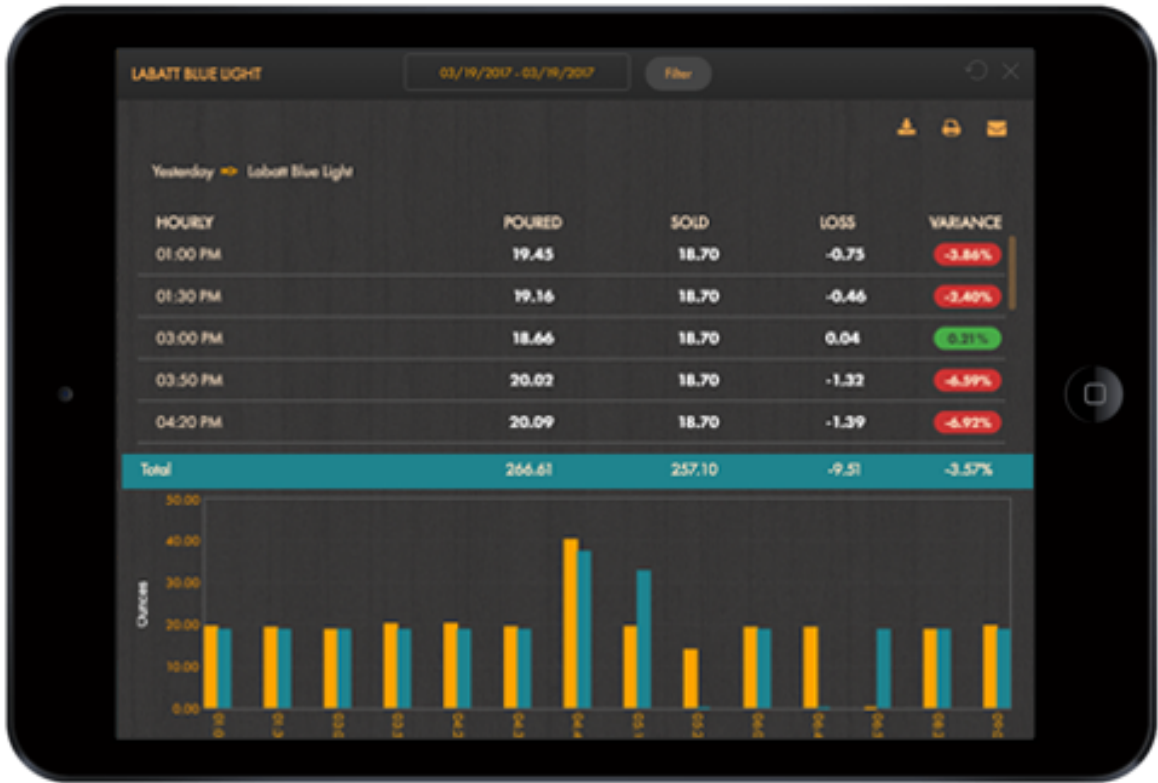 LABATT BLUE LIGHT 03/19/2017 - 03/19/2017 Filter
Yesterday => Labatt Blue Light
HOURLY POURED SOLD LOSS VARIANCE
01:00 PM 19.45 18.70 -0.75 -3.86%
01:30 PM 19.16 18.70 -0.46 -2.40%
03:00 PM 18.66 18.70 0.04 0.21%
03:50 PM 20.02 18.70 -1.32 -6.59%
04:20 PM 20.09 18.70 -1.39 -6.92%
Total 266.61 257.10 -9.51 -3.57%
50.00
40.00
30.00
20.00
10.00
0.00
Ounces